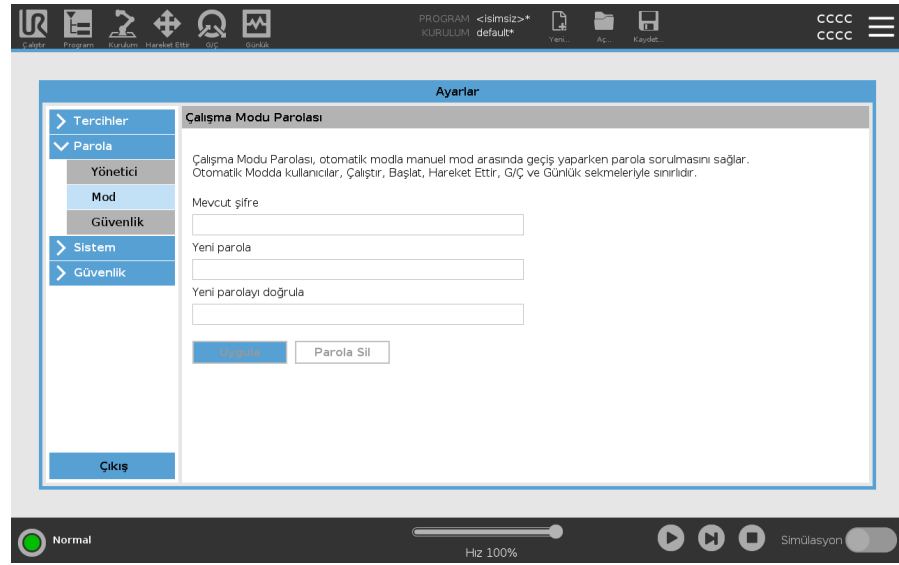 PROGRAM <isimsiz>*
KURULUM default*
Çalıştır Program Kurulum Hareket Ettir G/Ç Günlük
Yeni... Aç... Kaydet...
cccc
cccc
Ayarlar
Tercihler
Parola
Yönetici
Mod
Güvenlik
Sistem
Güvenlik
Çıkış
Çalışma Modu Parolası
Çalışma Modu Parolası, otomatik modla manuel mod arasında geçiş yaparken parola sorulmasını sağlar.
Otomatik Modda kullanıcılar, Çalıştır, Başlat, Hareket Ettir, G/Ç ve Günlük sekmeleriyle sınırlıdır.
Mevcut şifre
Yeni parola
Yeni parolayı doğrula
Uygula Parola Sil
Normal
Hız 100%
Simülasyon